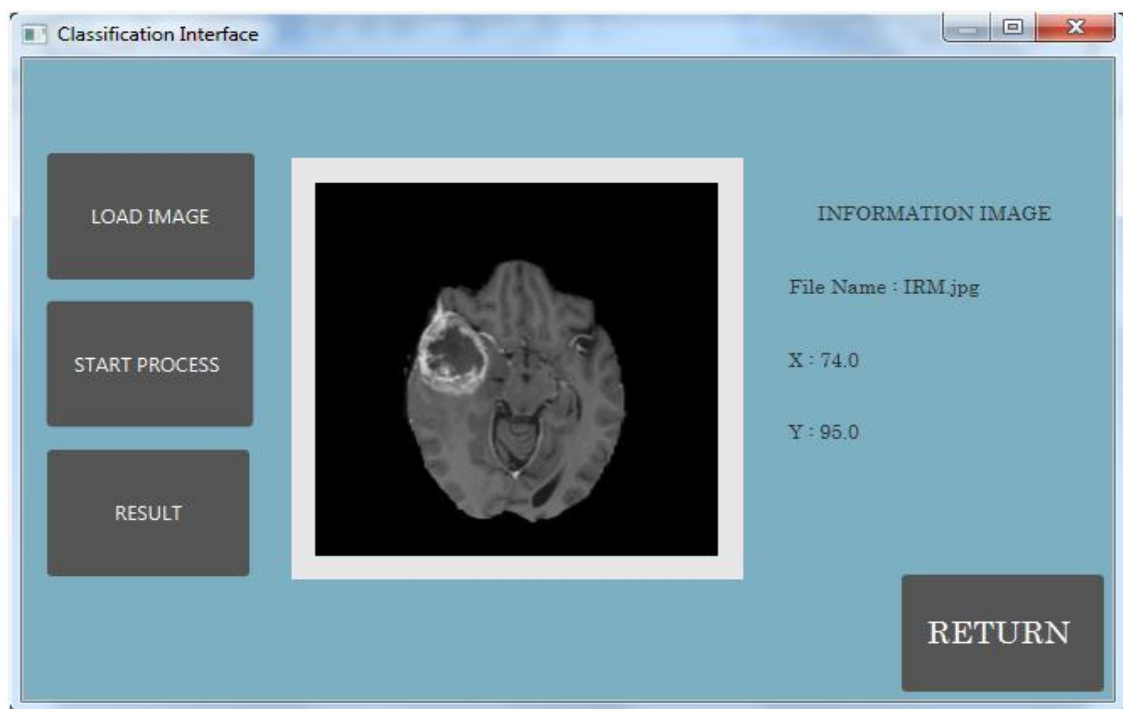 Classification Interface
LOAD IMAGE
START PROCESS
RESULT
INFORMATION IMAGE
File Name : IRM.jpg
X : 74.0
Y : 95.0
RETURN